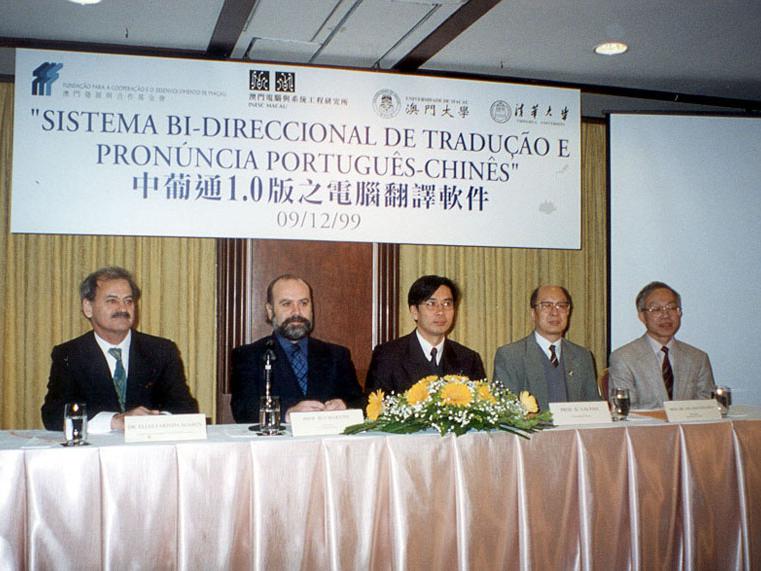 FUNDAÇÃO PARA A COOPERAÇÃO E O DESENVOLVIMENTO DE MACAU
澳門發展與合作基金會
澳門電腦與系統工程研究所
INESC MACAU
UNIVERSIDADE DE MACAU
澳門大學
清華大學
TSINGHUA UNIVERSITY
"SISTEMA BI-DIRECCIONAL DE TRADUÇÃO E
PRONÚNCIA PORTUGUÊS-CHINÊS"
中葡通1.0版之電腦翻譯軟件
09/12/99